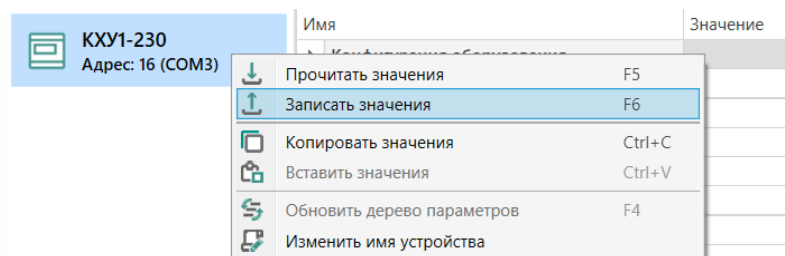 Имя Значение
КХУ1-230
Адрес: 16 (COM3)
Прочитать значения F5
Записать значения F6
Копировать значения Ctrl+C
Вставить значения Ctrl+V
Обновить дерево параметров F4
Изменить имя устройства